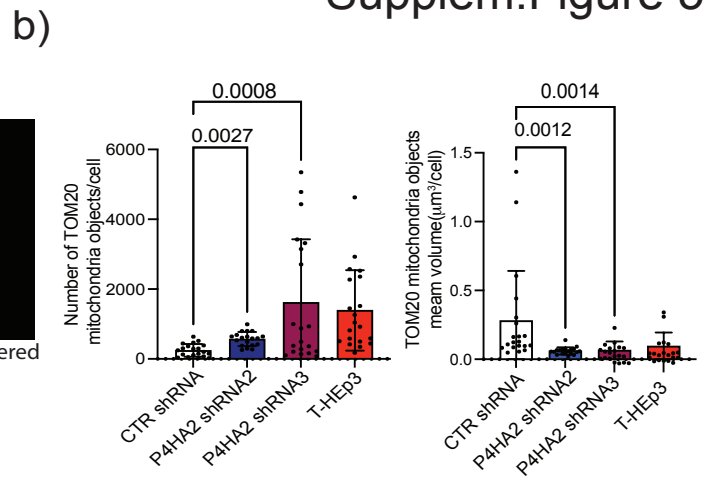 Supplem.Figure 6
b)
ered
0.0008
0.0027
Number of TOM20
mitochondria objects/cell
6000
4000
2000
0
CTR shRNA
P4HA2 shRNA2
P4HA2 shRNA3
T-HEp3
0.0014
0.0012
TOM20 mitochondria objects
meam volume(μm³/cell)
1.5
1.0
0.5
0.0
CTR shRNA
P4HA2 shRNA2
P4HA2 shRNA3
T-HEp3